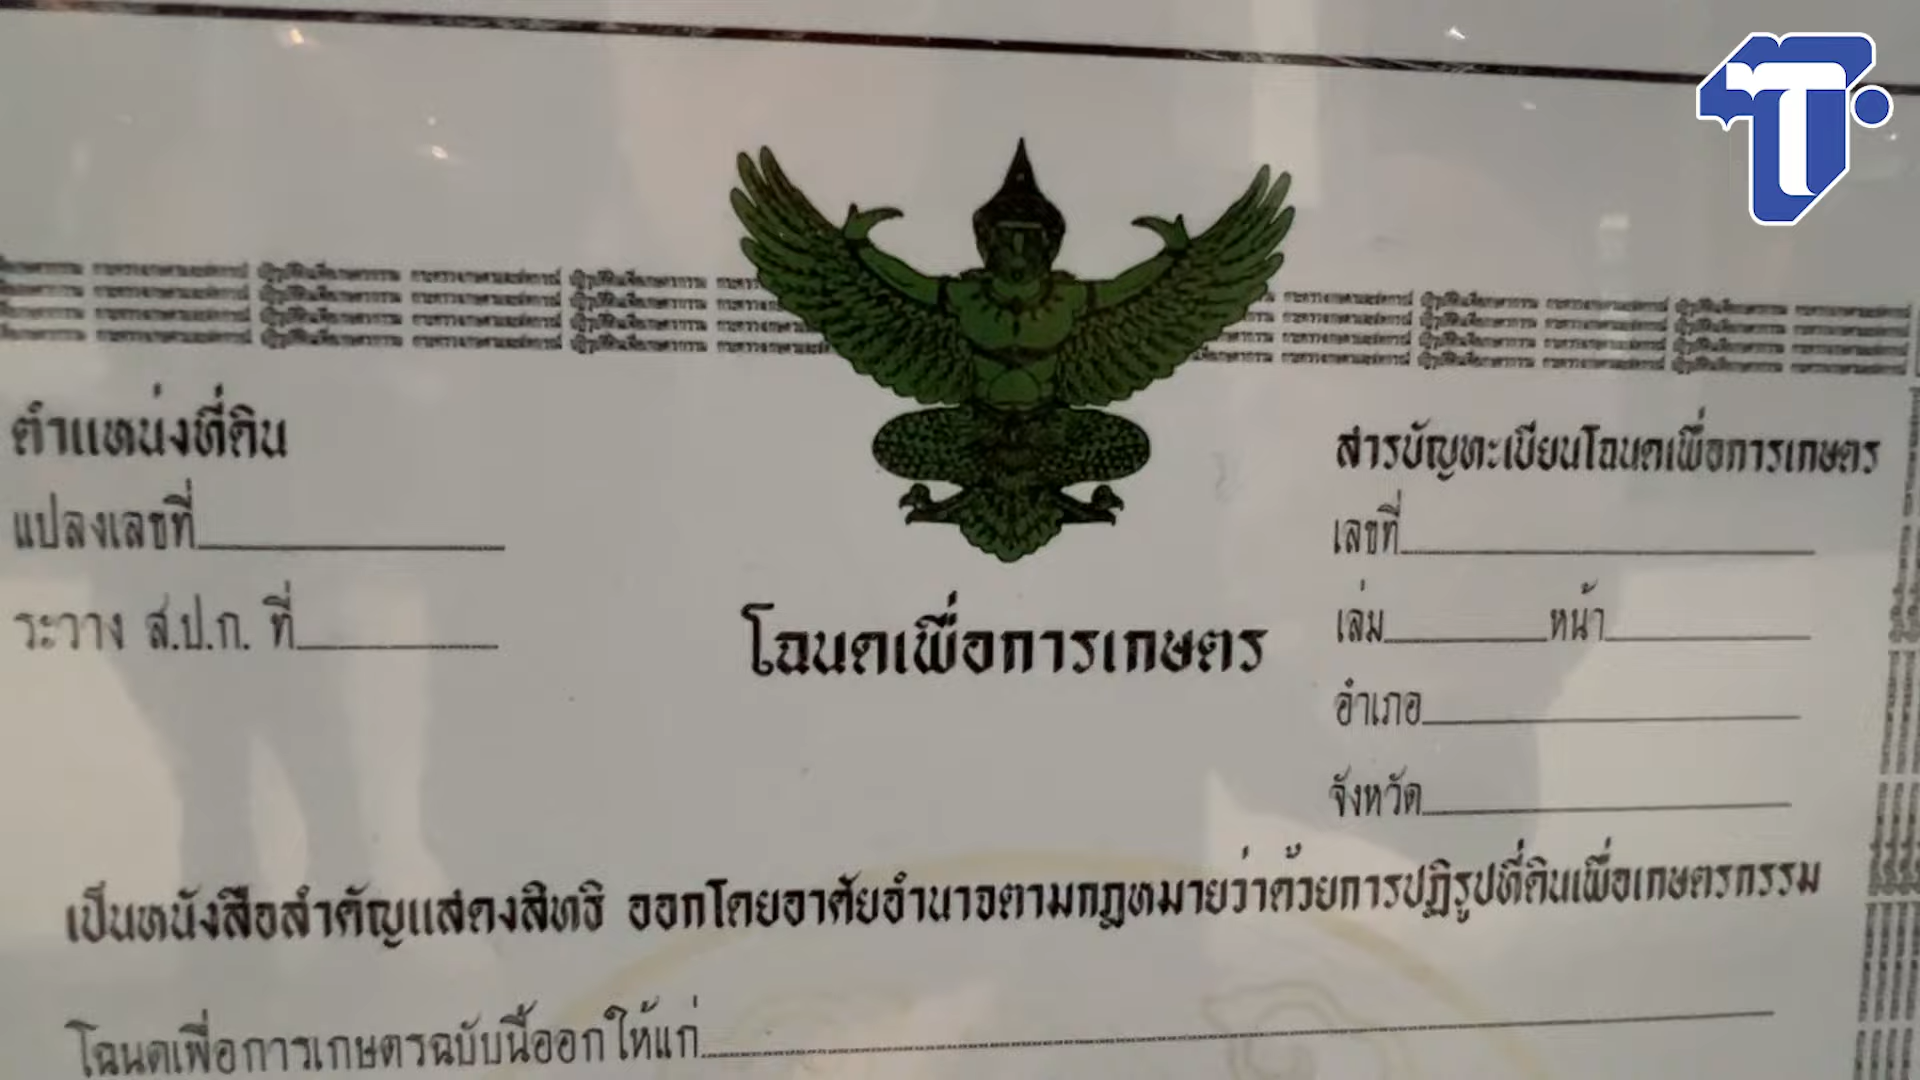 ตำแหน่งที่ดิน
แปลงเลขที่
ระวาง ส.ป.ก. ที่
โฉนดเพื่อการเกษตร
สารบัญทะเบียนโฉนดเพื่อการเกษตร
เลขที่
เล่ม หน้า
อำเภอ
จังหวัด
เป็นหนังสือสำคัญแสดงสิทธิ ออกโดยอาศัยอำนาจตามกฎหมายว่าด้วยการปฏิรูปที่ดินเพื่อเกษตรกรรม
โฉนดเพื่อการเกษตรฉบับนี้ออกให้แก่